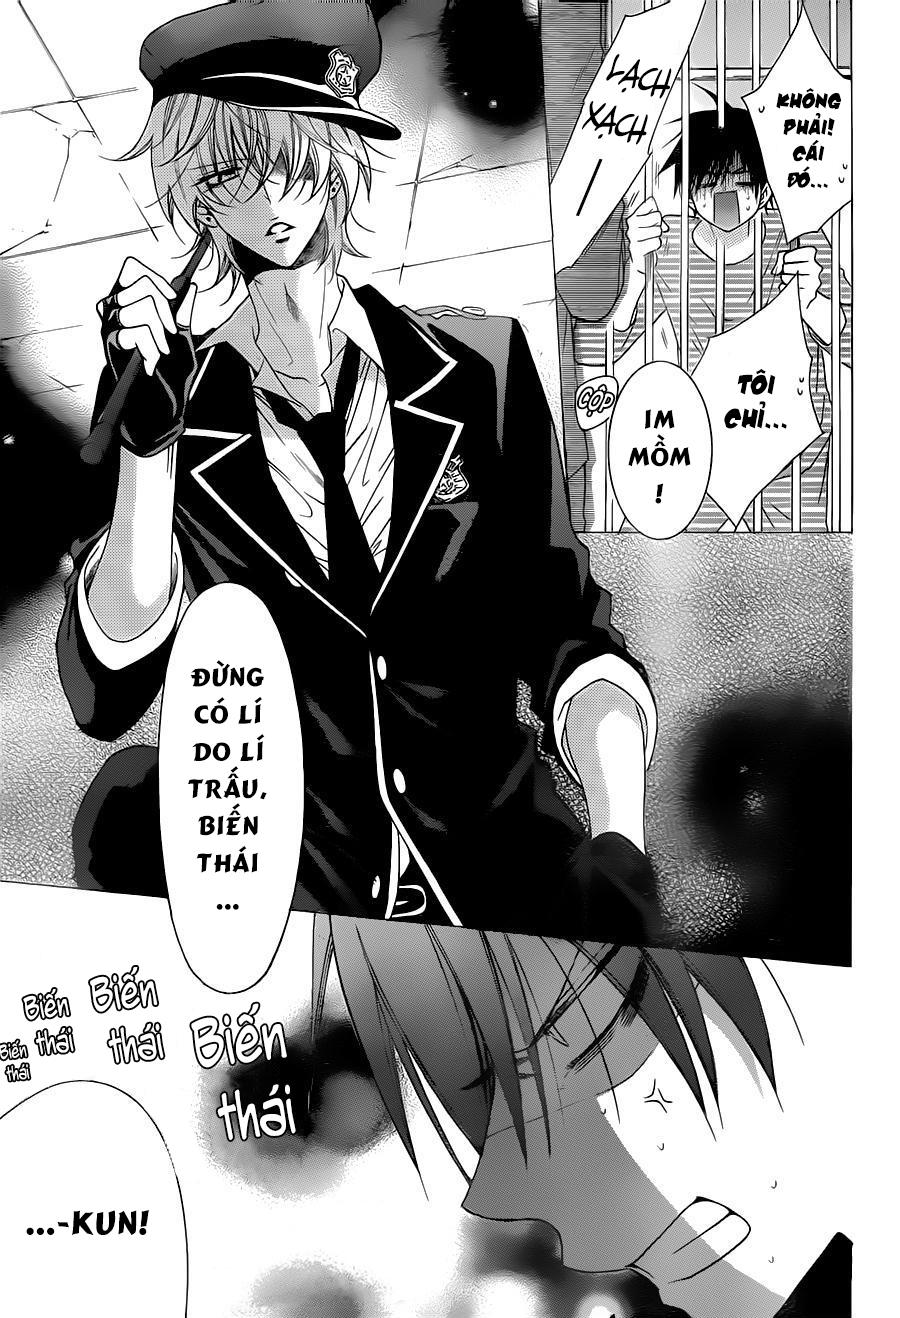 KHÔNG
PHẢI!
CÁI
ĐÓ...
LẠCH
XẠCH
TÔI
CHỈ...
CỘP
IM
MỒM
!
ĐỪNG
CÓ LÍ
DO LÍ
TRẤU,
BIẾN
THÁI
...
Biến
thái
Biến
thái
Biến
thái
Biến
thái
...-KUN!